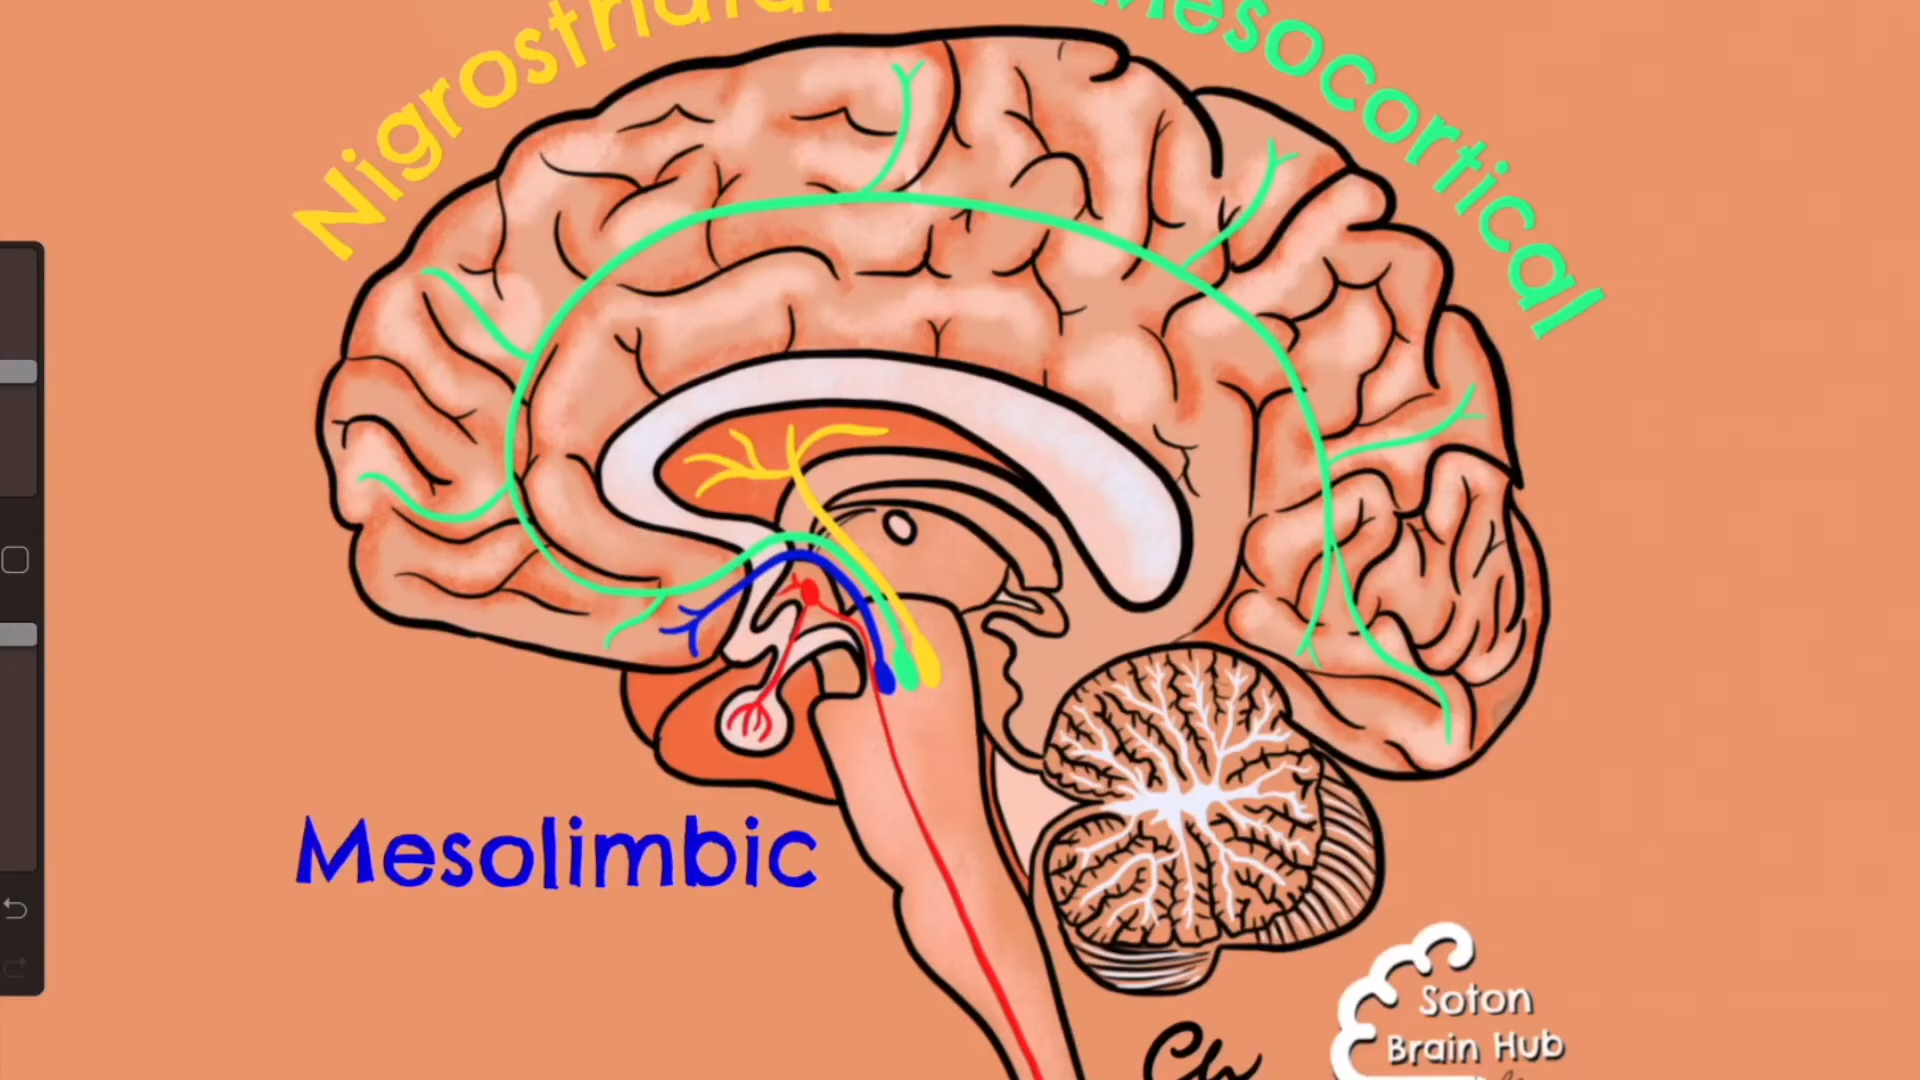 Nigrostriatal
Mesocortical
Mesolimbic
Soton
Brain Hub